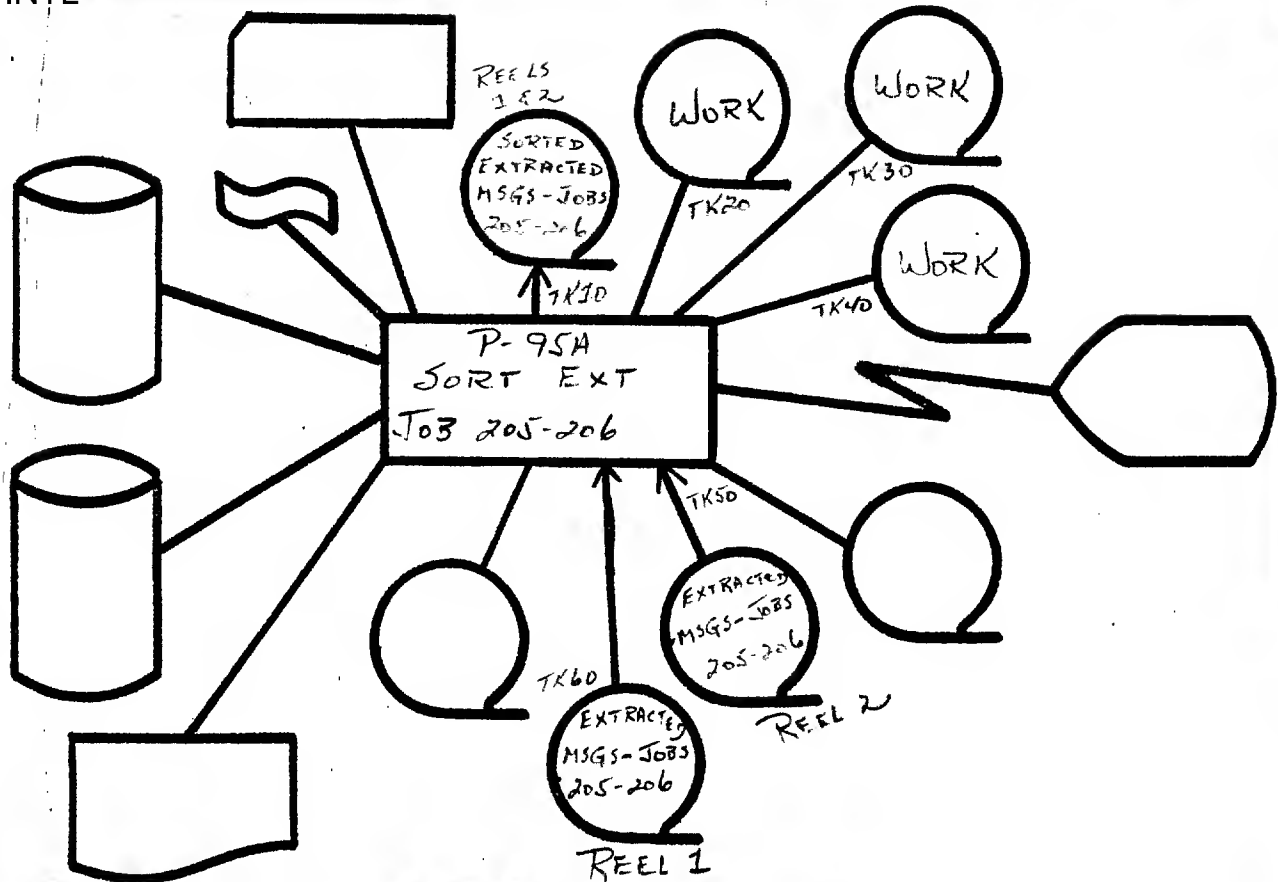 REELS
1 & 2
SORTED
EXTRACTED
MSGS-JOBS
205-206
TK10
WORK
TK20
WORK
TK30
WORK
TK40
P-95A
SORT EXT
JOB 205-206
TK50
EXTRACTED
MSGS-JOBS
205-206
REEL 2
TK60
EXTRACTED
MSGS-JOBS
205-206
REEL 1